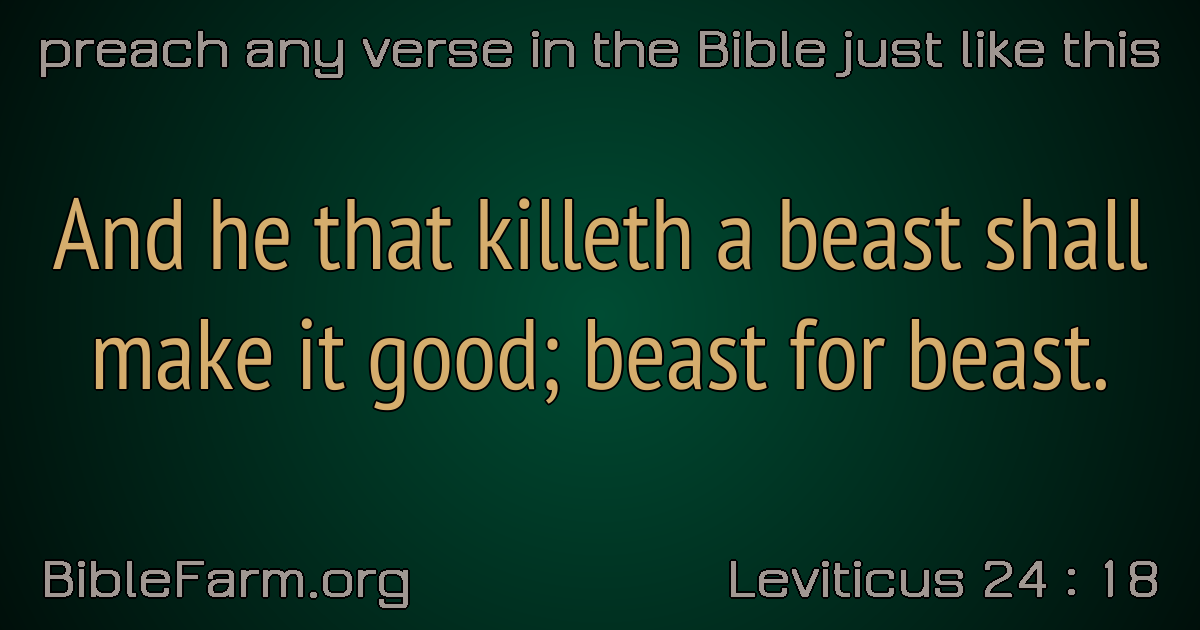 preach any verse in the Bible just like this
And he that killeth a beast shall
make it good; beast for beast.
BibleFarm.org
Leviticus 24 : 18